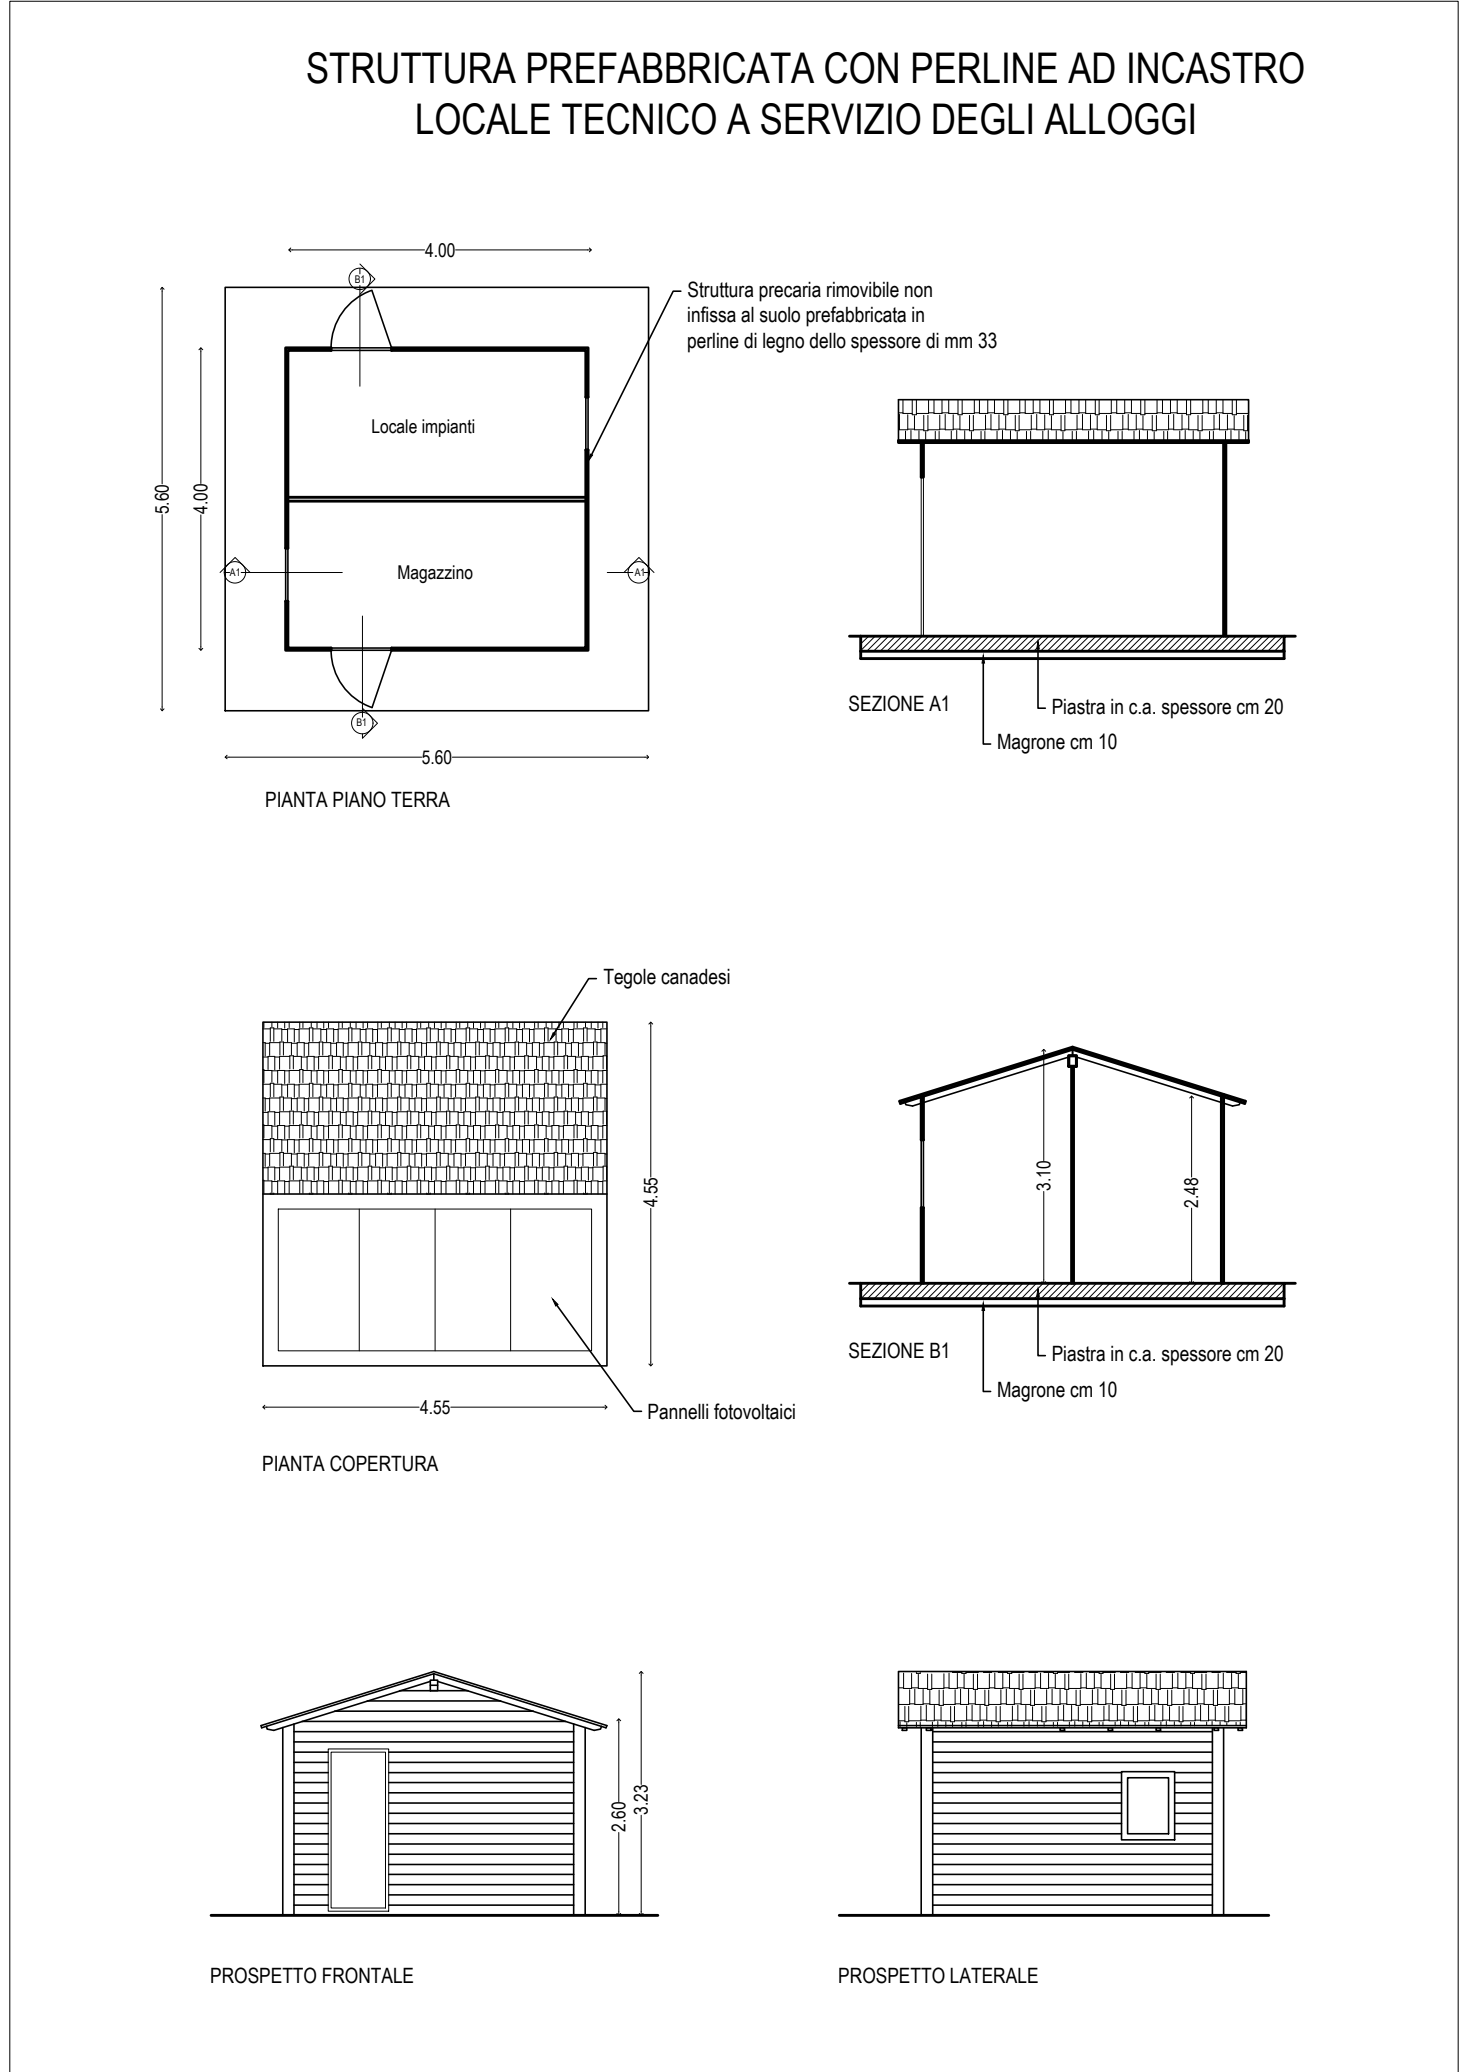 STRUTTURA PREFABBRICATA CON PERLINE AD INCASTRO
LOCALE TECNICO A SERVIZIO DEGLI ALLOGGI
4.00
B1
Struttura precaria rimovibile non
infissa al suolo prefabbricata in
perline di legno dello spessore di mm 33
Locale impianti
5.60
4.00
A1
Magazzino
A1
B1
5.60
PIANTA PIANO TERRA
SEZIONE A1
Piastra in c.a. spessore cm 20
Magrone cm 10
Tegole canadesi
4.55
4.55
Pannelli fotovoltaici
PIANTA COPERTURA
3.10
2.48
SEZIONE B1
Piastra in c.a. spessore cm 20
Magrone cm 10
2.60
3.23
PROSPETTO FRONTALE
PROSPETTO LATERALE